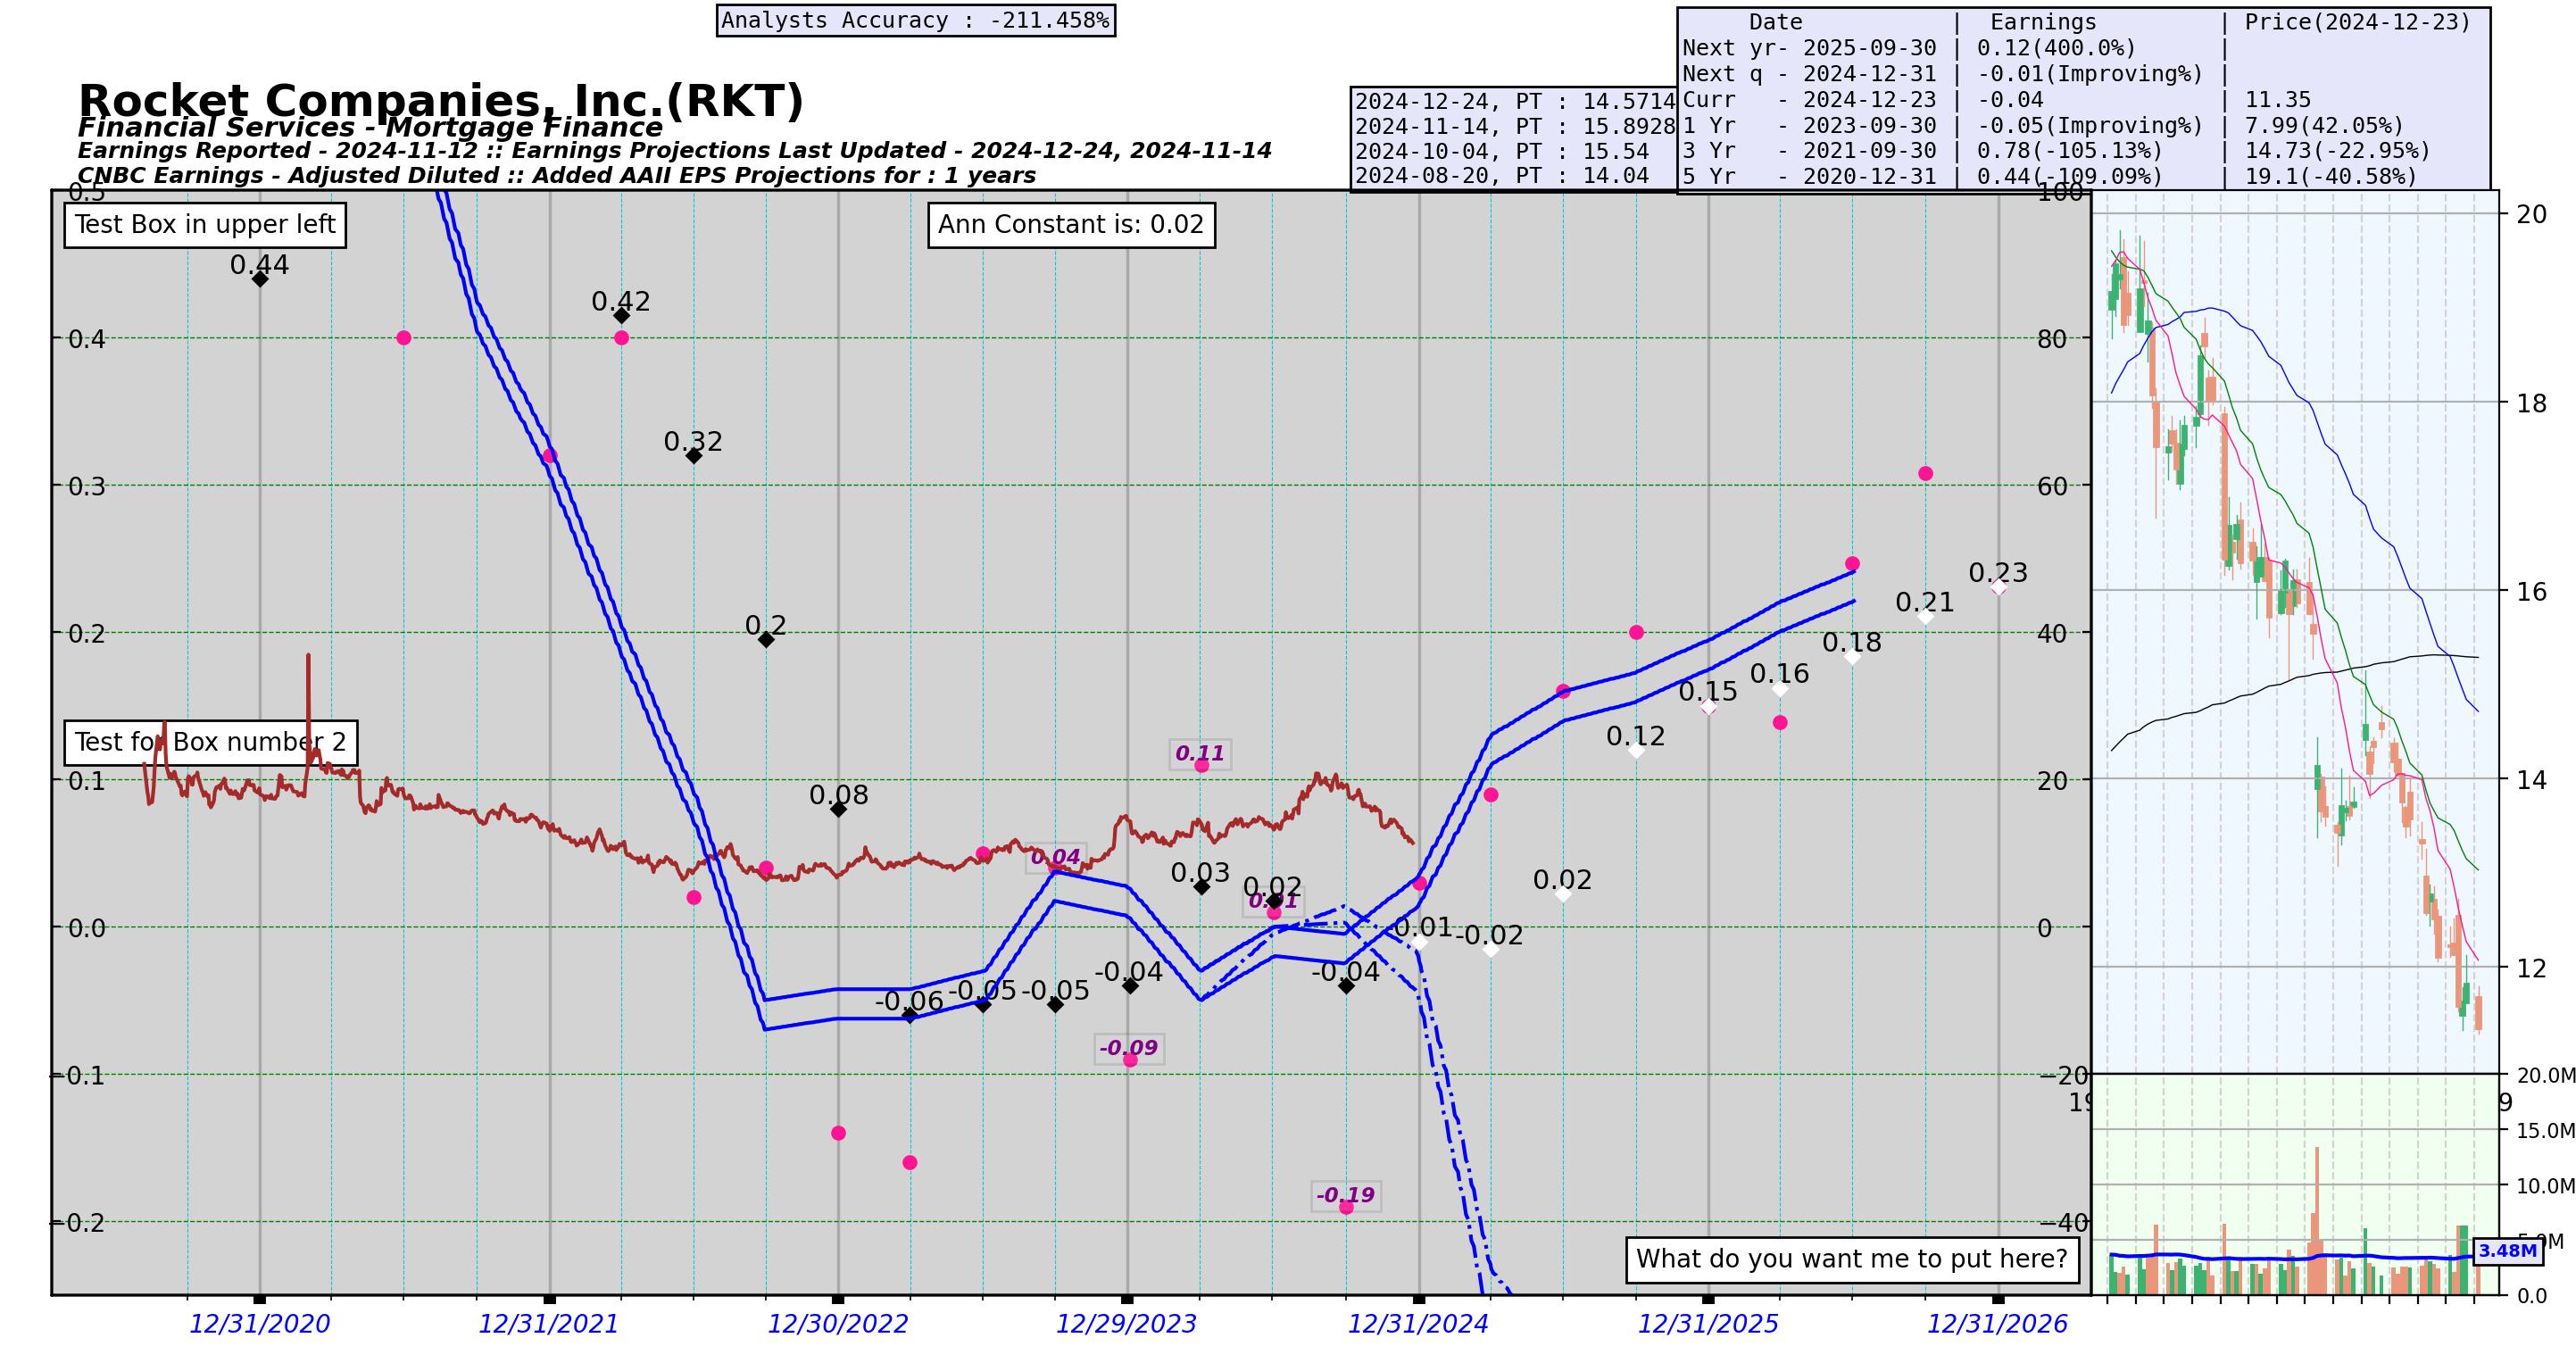 Analysts Accuracy : -211.458%
Date | Earnings | Price(2024-12-23)
Next yr- 2025-09-30 | 0.12(400.0%) |
Next q - 2024-12-31 | -0.01(Improving%) |
Curr - 2024-12-23 | -0.04 | 11.35
1 Yr - 2023-09-30 | -0.05(Improving%) | 7.99(42.05%)
3 Yr - 2021-09-30 | 0.78(-105.13%) | 14.73(-22.95%)
5 Yr - 2020-12-31 | 0.44(-109.09%) | 19.1(-40.58%)
Rocket Companies, Inc.(RKT)
Financial Services - Mortgage Finance
Earnings Reported - 2024-11-12 :: Earnings Projections Last Updated - 2024-12-24, 2024-11-14
CNBC Earnings - Adjusted Diluted :: Added AAII EPS Projections for : 1 years
2024-12-24, PT : 14.5714
2024-11-14, PT : 15.8928
2024-10-04, PT : 15.54
2024-08-20, PT : 14.04
Test Box in upper left
Ann Constant is: 0.02
Test for Box number 2
What do you want me to put here?
0.5
0.4
0.3
0.2
0.1
0.0
−0.1
−0.2
0.44
0.42
0.32
0.2
0.08
-0.06
-0.05
-0.05
-0.04
0.03
0.02
-0.04
-0.01
-0.02
0.02
0.12
0.15
0.16
0.18
0.21
0.23
0.04
-0.09
0.11
0.01
-0.19
100
80
60
40
20
0
−20
−40
20
18
16
14
12
20.0M
15.0M
10.0M
5.0M
0.0
3.48M
12/31/2020
12/31/2021
12/30/2022
12/29/2023
12/31/2024
12/31/2025
12/31/2026